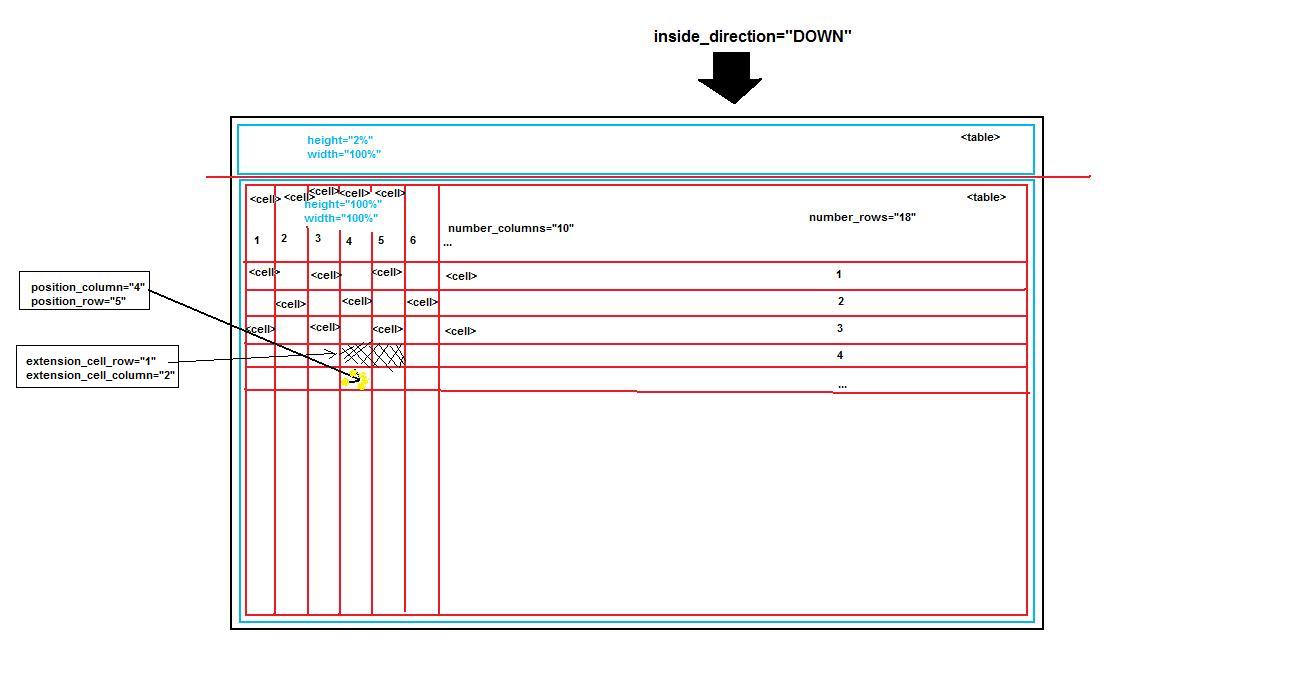 inside_direction="DOWN"
height="2%"
width="100%"
<table>
<cell> <cell> <cell> <cell> <cell>
<table>
height="100%"
width="100%"
number_rows="18"
number_columns="10"
1 2 3 4 5 6 ...
<cell> <cell> <cell> <cell> 1
<cell> <cell> <cell> 2
<cell> <cell> <cell> <cell> 3
4
...
position_column="4"
position_row="5"
extension_cell_row="1"
extension_cell_column="2"